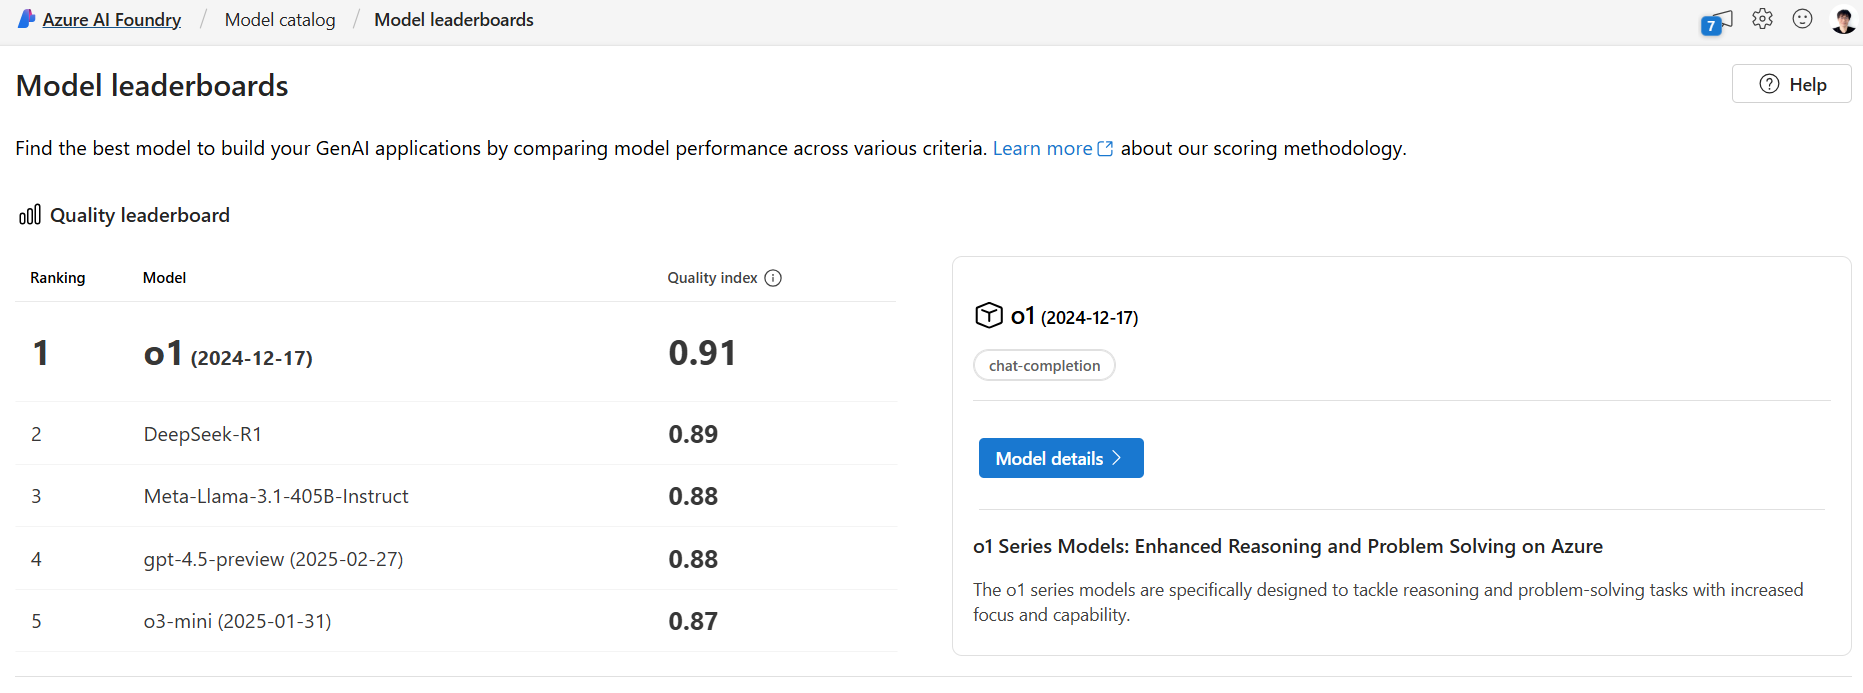 Azure AI Foundry / Model catalog / Model leaderboards
7
Model leaderboards
Help
Find the best model to build your GenAI applications by comparing model performance across various criteria. Learn more about our scoring methodology.
Quality leaderboard
Ranking Model Quality index
1 o1 (2024-12-17) 0.91
2 DeepSeek-R1 0.89
3 Meta-Llama-3.1-405B-Instruct 0.88
4 gpt-4.5-preview (2025-02-27) 0.88
5 o3-mini (2025-01-31) 0.87
o1 (2024-12-17)
chat-completion
Model details
o1 Series Models: Enhanced Reasoning and Problem Solving on Azure
The o1 series models are specifically designed to tackle reasoning and problem-solving tasks with increased
focus and capability.